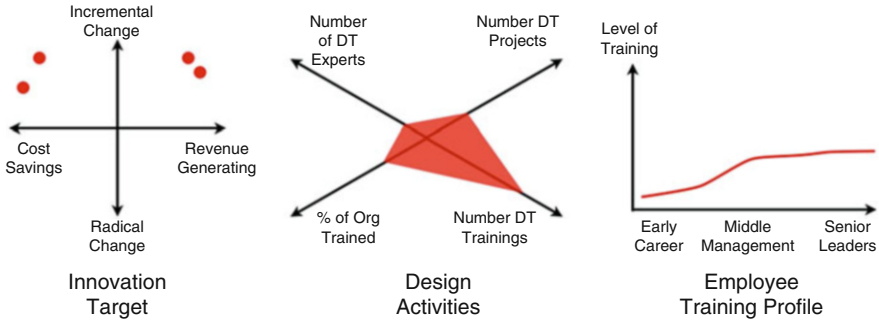 Incremental
Change
Cost
Savings
Revenue
Generating
Radical
Change
Innovation
Target
Number
of DT
Experts
Number DT
Projects
% of Org
Trained
Number DT
Trainings
Design
Activities
Level of
Training
Early
Career
Middle
Management
Senior
Leaders
Employee
Training Profile